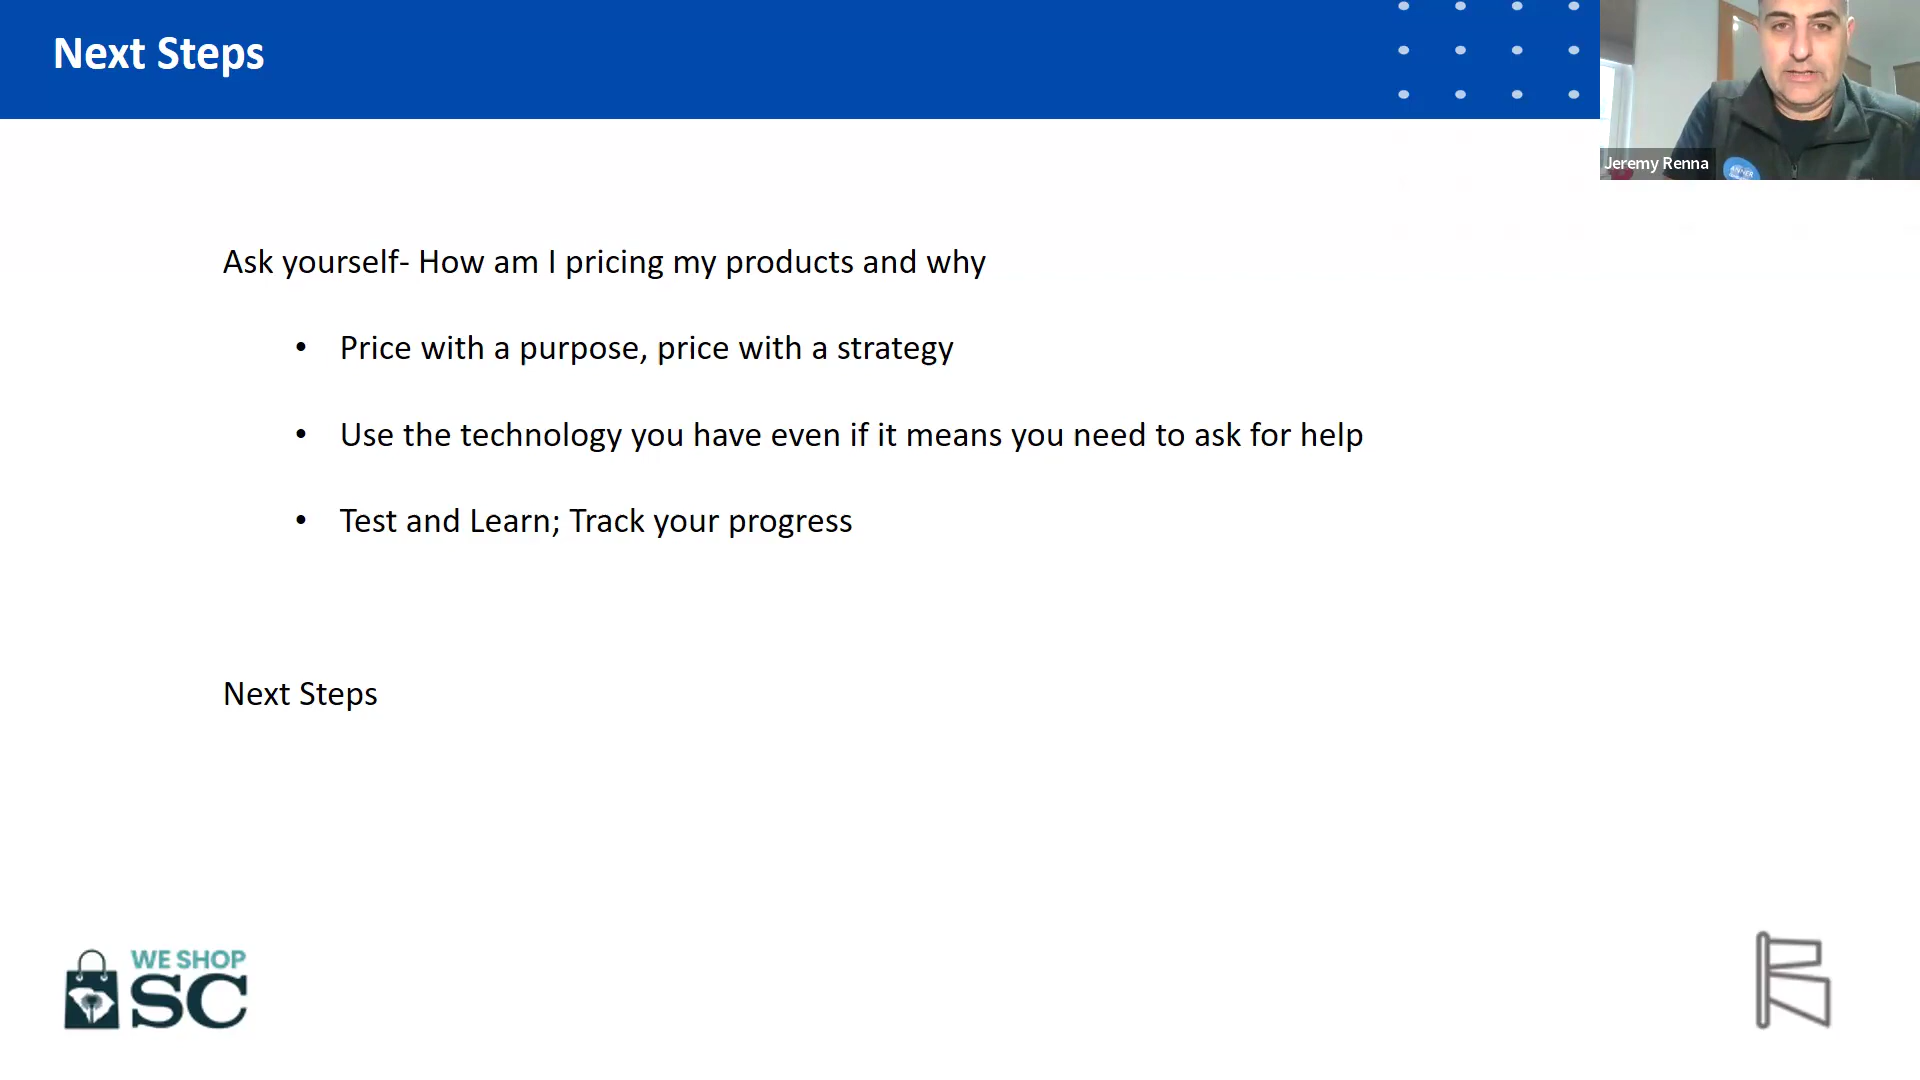 Next Steps
Jeremy Renna
Ask yourself- How am I pricing my products and why
• Price with a purpose, price with a strategy
• Use the technology you have even if it means you need to ask for help
• Test and Learn; Track your progress
Next Steps
WE SHOP
SC